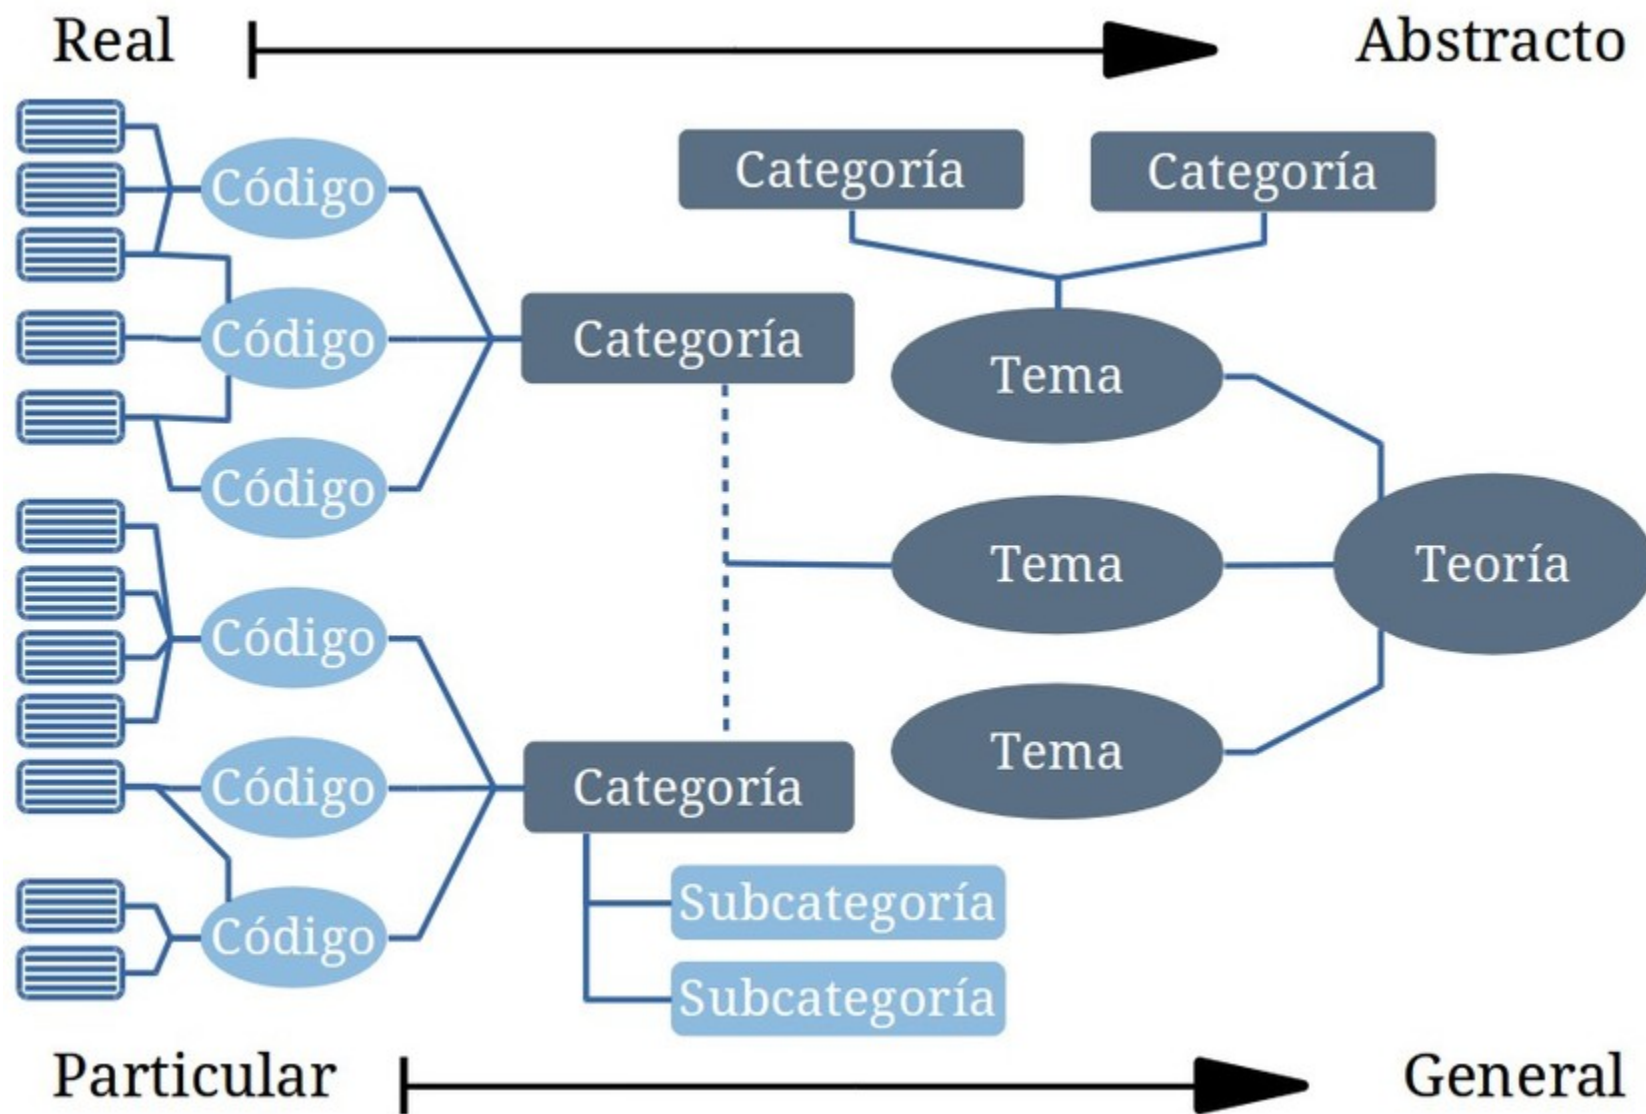 Real
Abstracto
Categoría
Categoría
Código
Código
Categoría
Tema
Código
Tema
Teoría
Código
Tema
Código
Categoría
Subcategoría
Código
Subcategoría
Particular
General